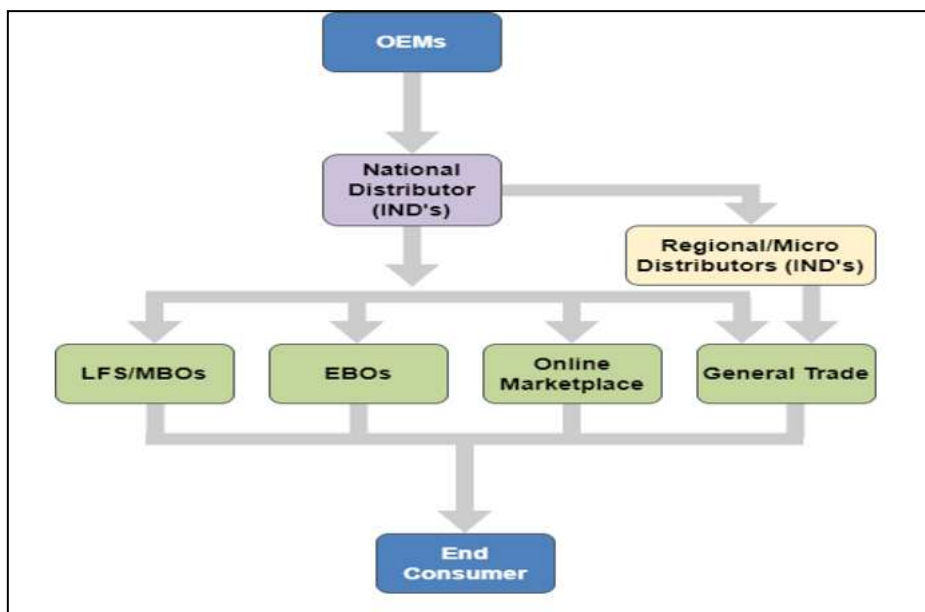 OEMs
National
Distributor
(IND's)
Regional/Micro
Distributors (IND's)
LFS/MBOs
EBOs
Online
Marketplace
General Trade
End
Consumer